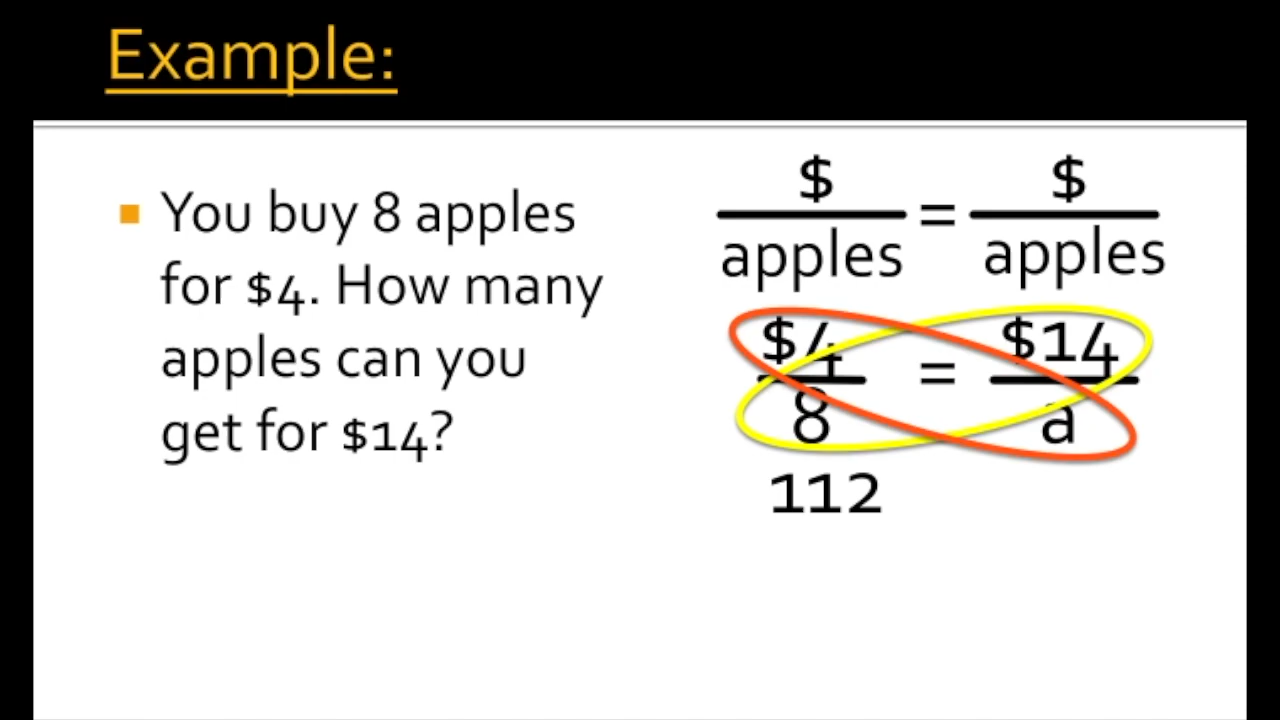 Example:
You buy 8 apples
for $4. How many
apples can you
get for $14?
$ = $
apples apples
$4 = $14
8 a
112